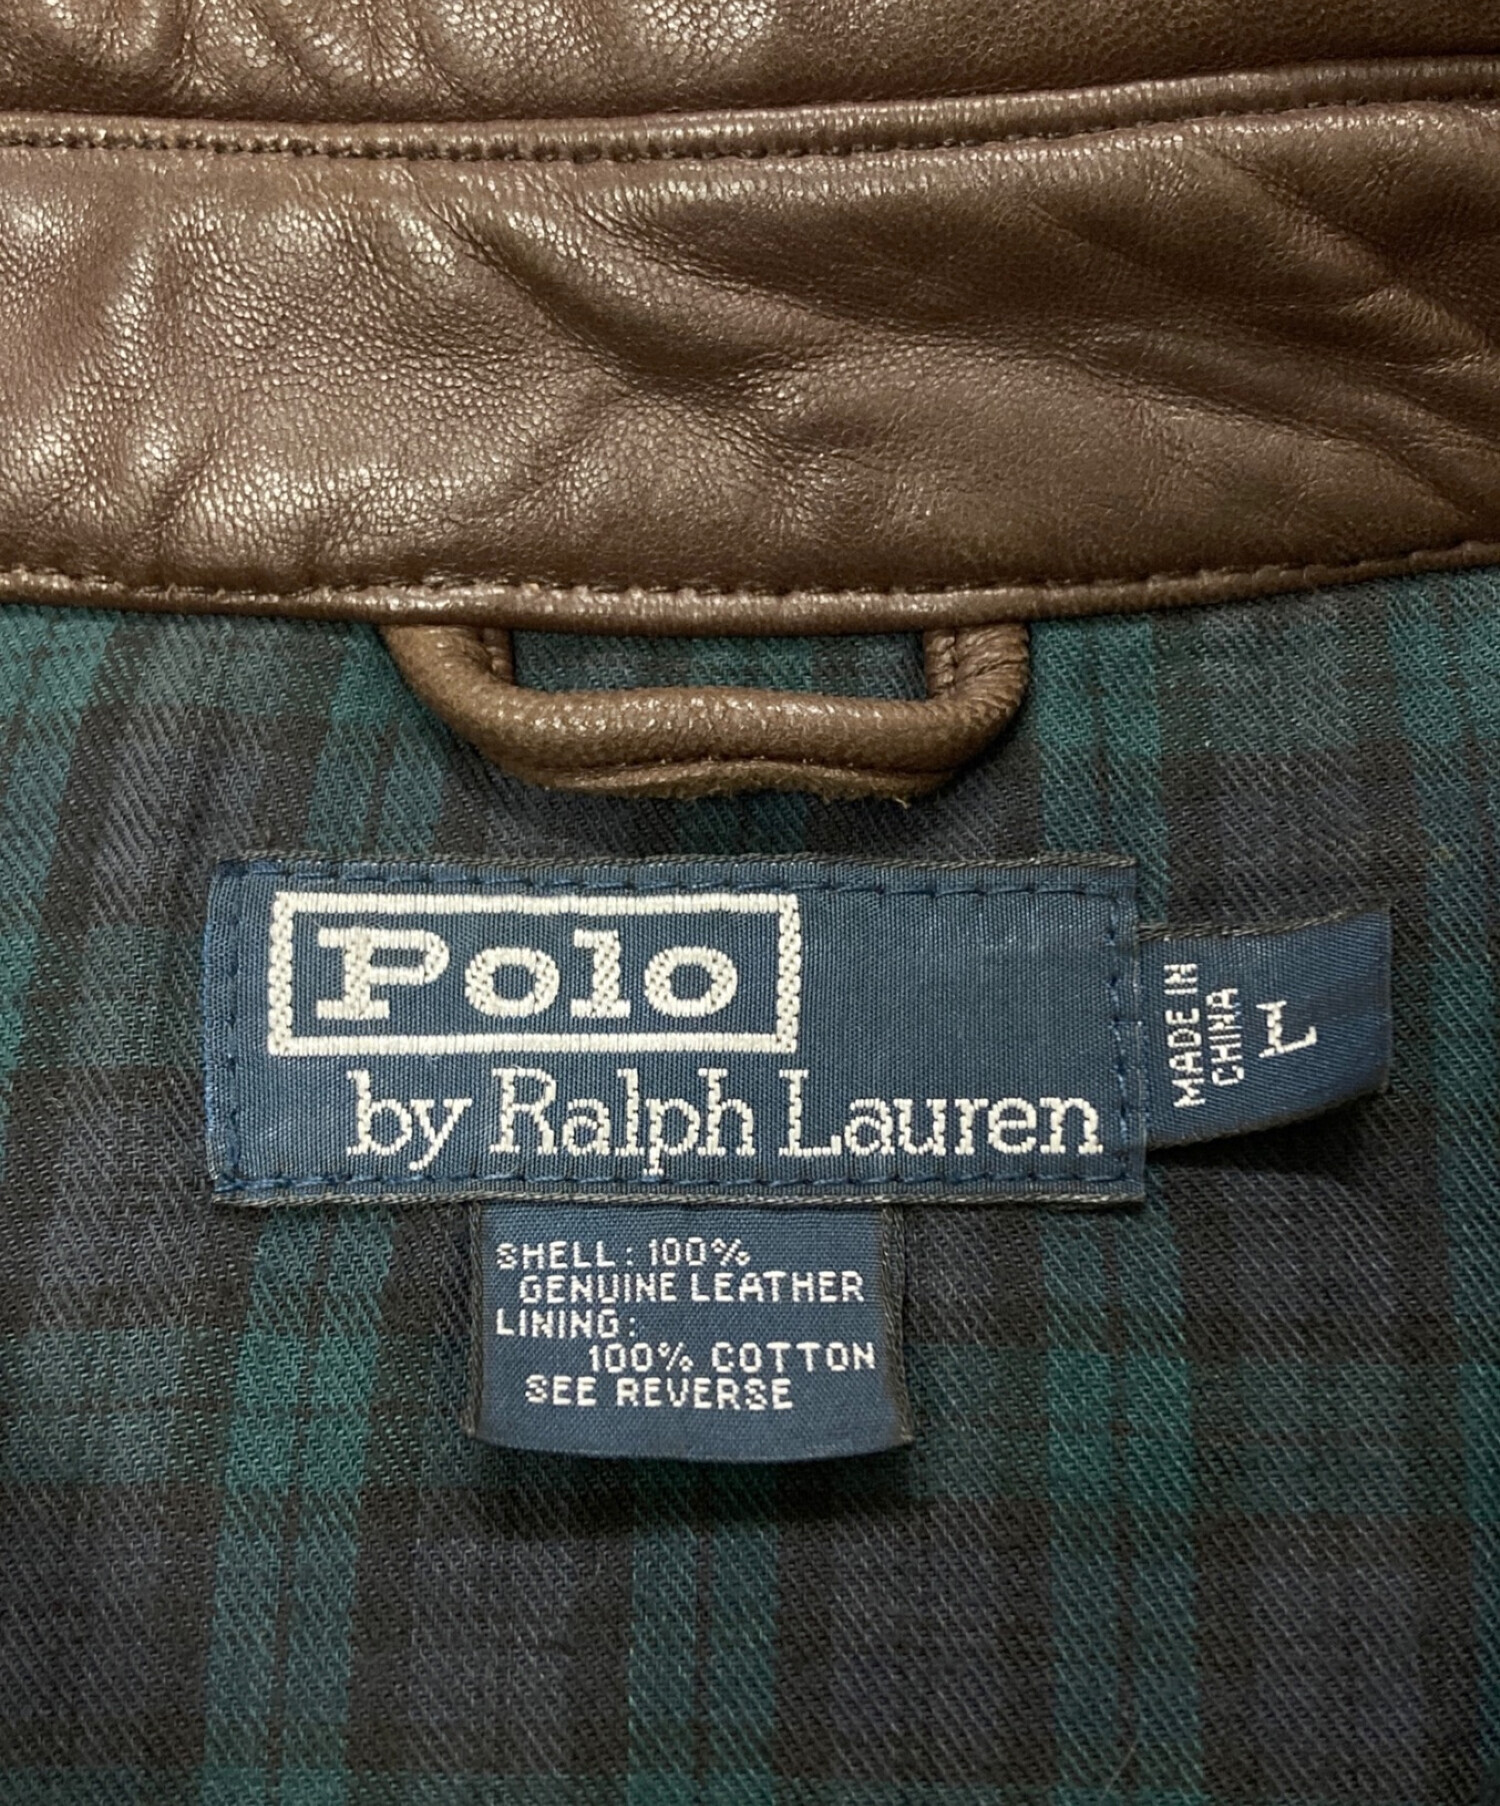 Polo
by Ralph Lauren
MADE IN
CHINA
L
SHELL: 100%
GENUINE LEATHER
LINING:
100% COTTON
SEE REVERSE